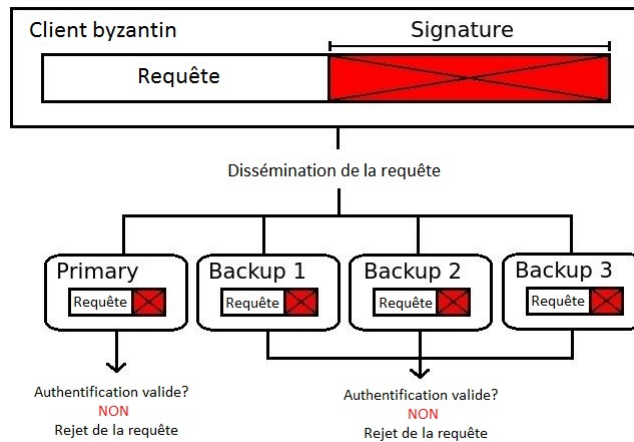 Client byzantin
Signature
Requête
Dissémination de la requête
Primary
Requête
Backup 1
Requête
Backup 2
Requête
Backup 3
Requête
Authentification valide?
NON
Rejet de la requête
Authentification valide?
NON
Rejet de la requête